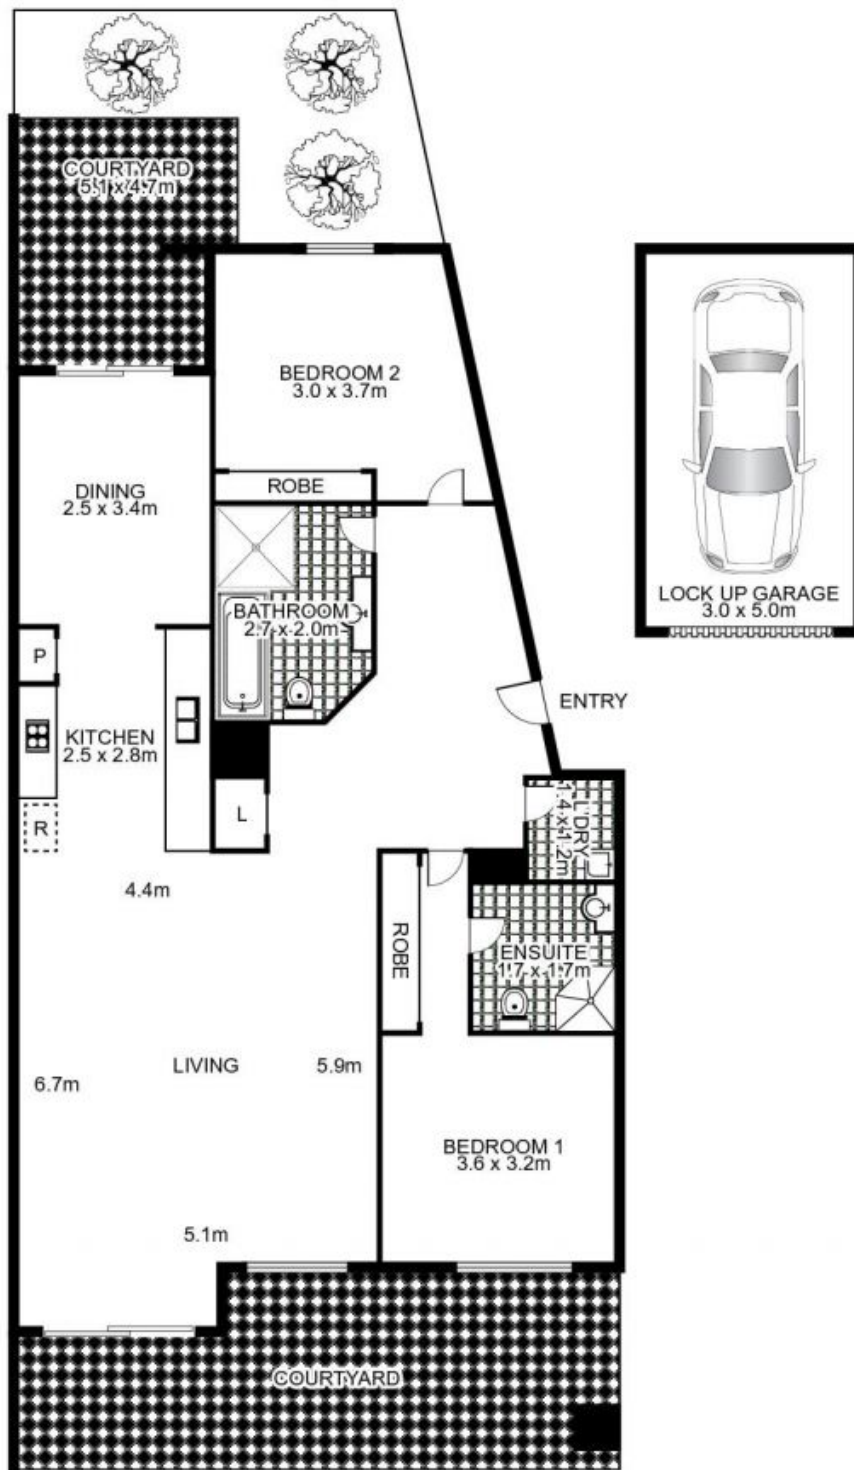 COURTYARD
5.1 x 4.7m
BEDROOM 2
3.0 x 3.7m
DINING
2.5 x 3.4m
ROBE
LOCK UP GARAGE
3.0 x 5.0m
BATHROOM
2.7 x 2.0m
P
ENTRY
KITCHEN
2.5 x 2.8m
L
R
L'DRY
1.4 x 1.2m
4.4m
ROBE
ENSUITE
1.7 x 1.7m
LIVING
5.9m
6.7m
BEDROOM 1
3.6 x 3.2m
5.1m
COURTYARD